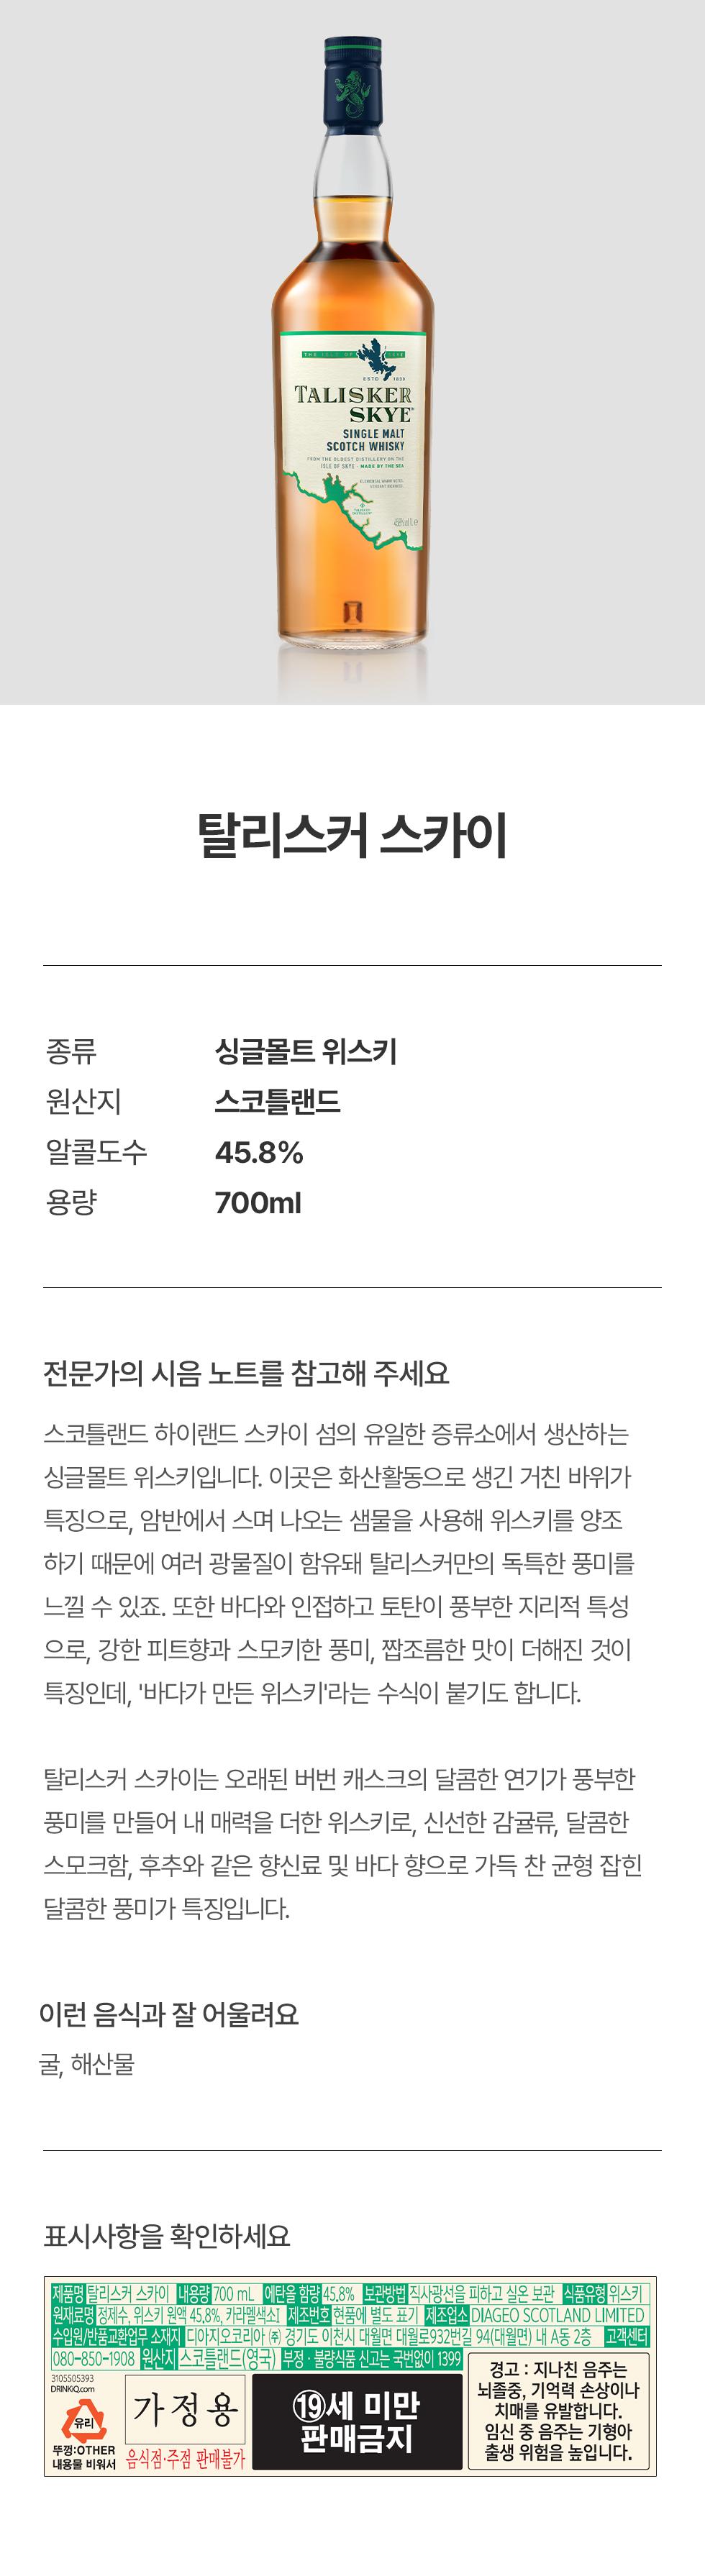 THE ISLE OF SKYE
ESTD 1830
TALISKER
SKYE
SINGLE MALT
SCOTCH WHISKY
FROM THE OLDEST DISTILLERY ON THE
ISLE OF SKYE · MADE BY THE SEA
탈리스커 스카이
종류 싱글몰트 위스키
원산지 스코틀랜드
알콜도수 45.8%
용량 700ml
전문가의 시음 노트를 참고해 주세요
스코틀랜드 하이랜드 스카이 섬의 유일한 증류소에서 생산하는
싱글몰트 위스키입니다. 이곳은 화산활동으로 생긴 거친 바위가
특징으로, 암반에서 스며 나오는 샘물을 사용해 위스키를 양조
하기 때문에 여러 광물질이 함유돼 탈리스커만의 독특한 풍미를
느낄 수 있죠. 또한 바다와 인접하고 토탄이 풍부한 지리적 특성
으로, 강한 피트향과 스모키한 풍미, 짭조름한 맛이 더해진 것이
특징인데, '바다가 만든 위스키'라는 수식이 붙기도 합니다.
탈리스커 스카이는 오래된 버번 캐스크의 달콤한 연기가 풍부한
풍미를 만들어 내 매력을 더한 위스키로, 신선한 감귤류, 달콤한
스모크함, 후추와 같은 향신료 및 바다 향으로 가득 찬 균형 잡힌
달콤한 풍미가 특징입니다.
이런 음식과 잘 어울려요
굴, 해산물
표시사항을 확인하세요
제품명 탈리스커 스카이 내용량 700 mL 에탄올 함량 45.8% 보관방법 직사광선을 피하고 실온 보관 식품유형 위스키
원재료명 정제수, 위스키 원액 45.8%, 카라멜색소I 제조번호 현품에 별도 표기 제조업소 DIAGEO SCOTLAND LIMITED
수입원/반품교환업무 소재지 디아지오코리아 ㈜ 경기도 이천시 대월면 대월로932번길 94(대월면) 내 A동 2층 고객센터
080-850-1908 원산지 스코틀랜드(영국) 부정·불량식품 신고는 국번없이 1399
3105505393
DRINKiQ.com
유리
뚜껑:OTHER
내용물 비워서
가정용
음식점·주점 판매불가
⑲세 미만
판매금지
경고 : 지나친 음주는
뇌졸중, 기억력 손상이나
치매를 유발합니다.
임신 중 음주는 기형아
출생 위험을 높입니다.